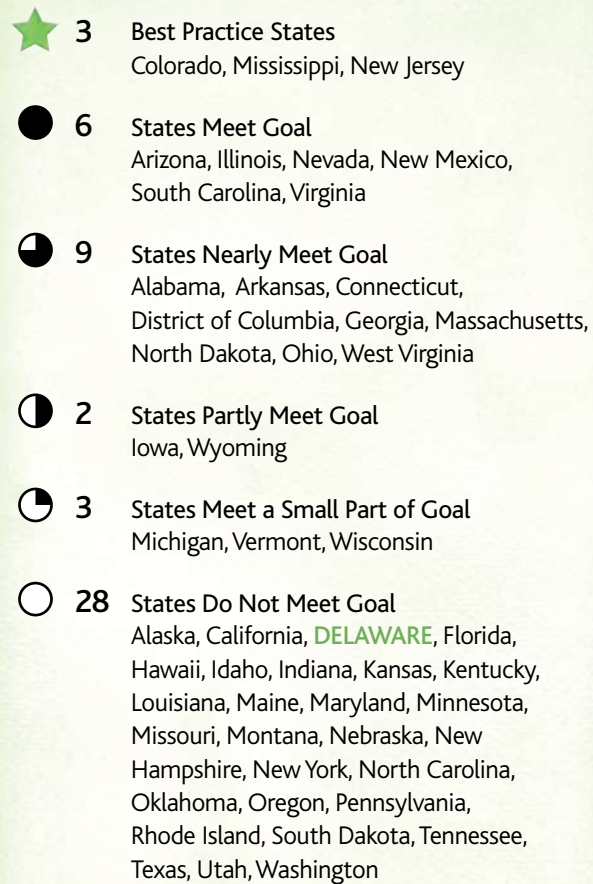 3 Best Practice States
Colorado, Mississippi, New Jersey
6 States Meet Goal
Arizona, Illinois, Nevada, New Mexico,
South Carolina, Virginia
9 States Nearly Meet Goal
Alabama, Arkansas, Connecticut,
District of Columbia, Georgia, Massachusetts,
North Dakota, Ohio, West Virginia
2 States Partly Meet Goal
Iowa, Wyoming
3 States Meet a Small Part of Goal
Michigan, Vermont, Wisconsin
28 States Do Not Meet Goal
Alaska, California, DELAWARE, Florida,
Hawaii, Idaho, Indiana, Kansas, Kentucky,
Louisiana, Maine, Maryland, Minnesota,
Missouri, Montana, Nebraska, New
Hampshire, New York, North Carolina,
Oklahoma, Oregon, Pennsylvania,
Rhode Island, South Dakota, Tennessee,
Texas, Utah, Washington